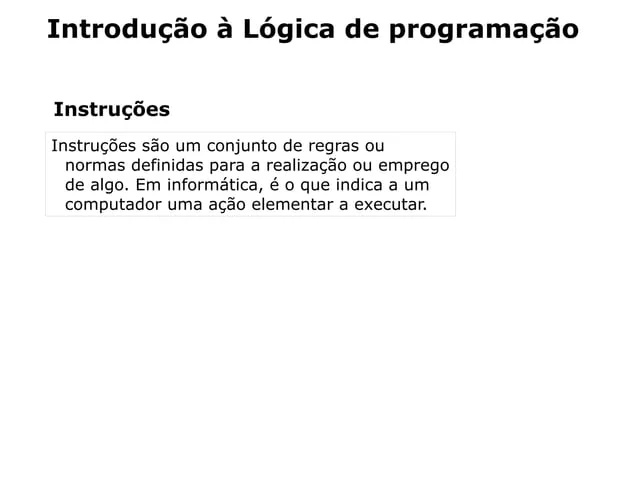 Introdução à Lógica de programação
Instruções
Instruções são um conjunto de regras ou
normas definidas para a realização ou emprego
de algo. Em informática, é o que indica a um
computador uma ação elementar a executar.